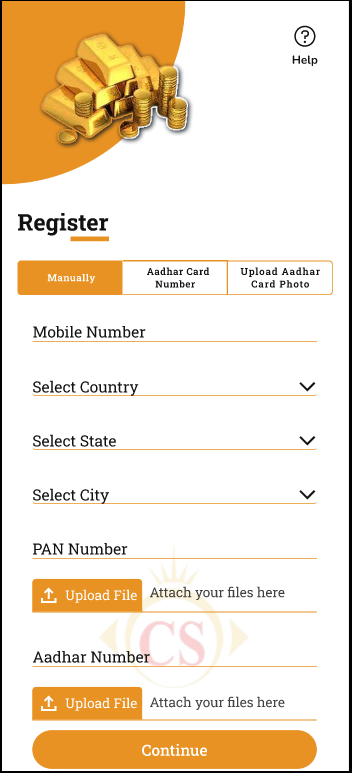 Help
Register
Manually
Aadhar Card
Number
Upload Aadhar
Card Photo
Mobile Number
Select Country
Select State
Select City
PAN Number
Upload File
Attach your files here
Aadhar Number
CS
Upload File
Attach your files here
Continue